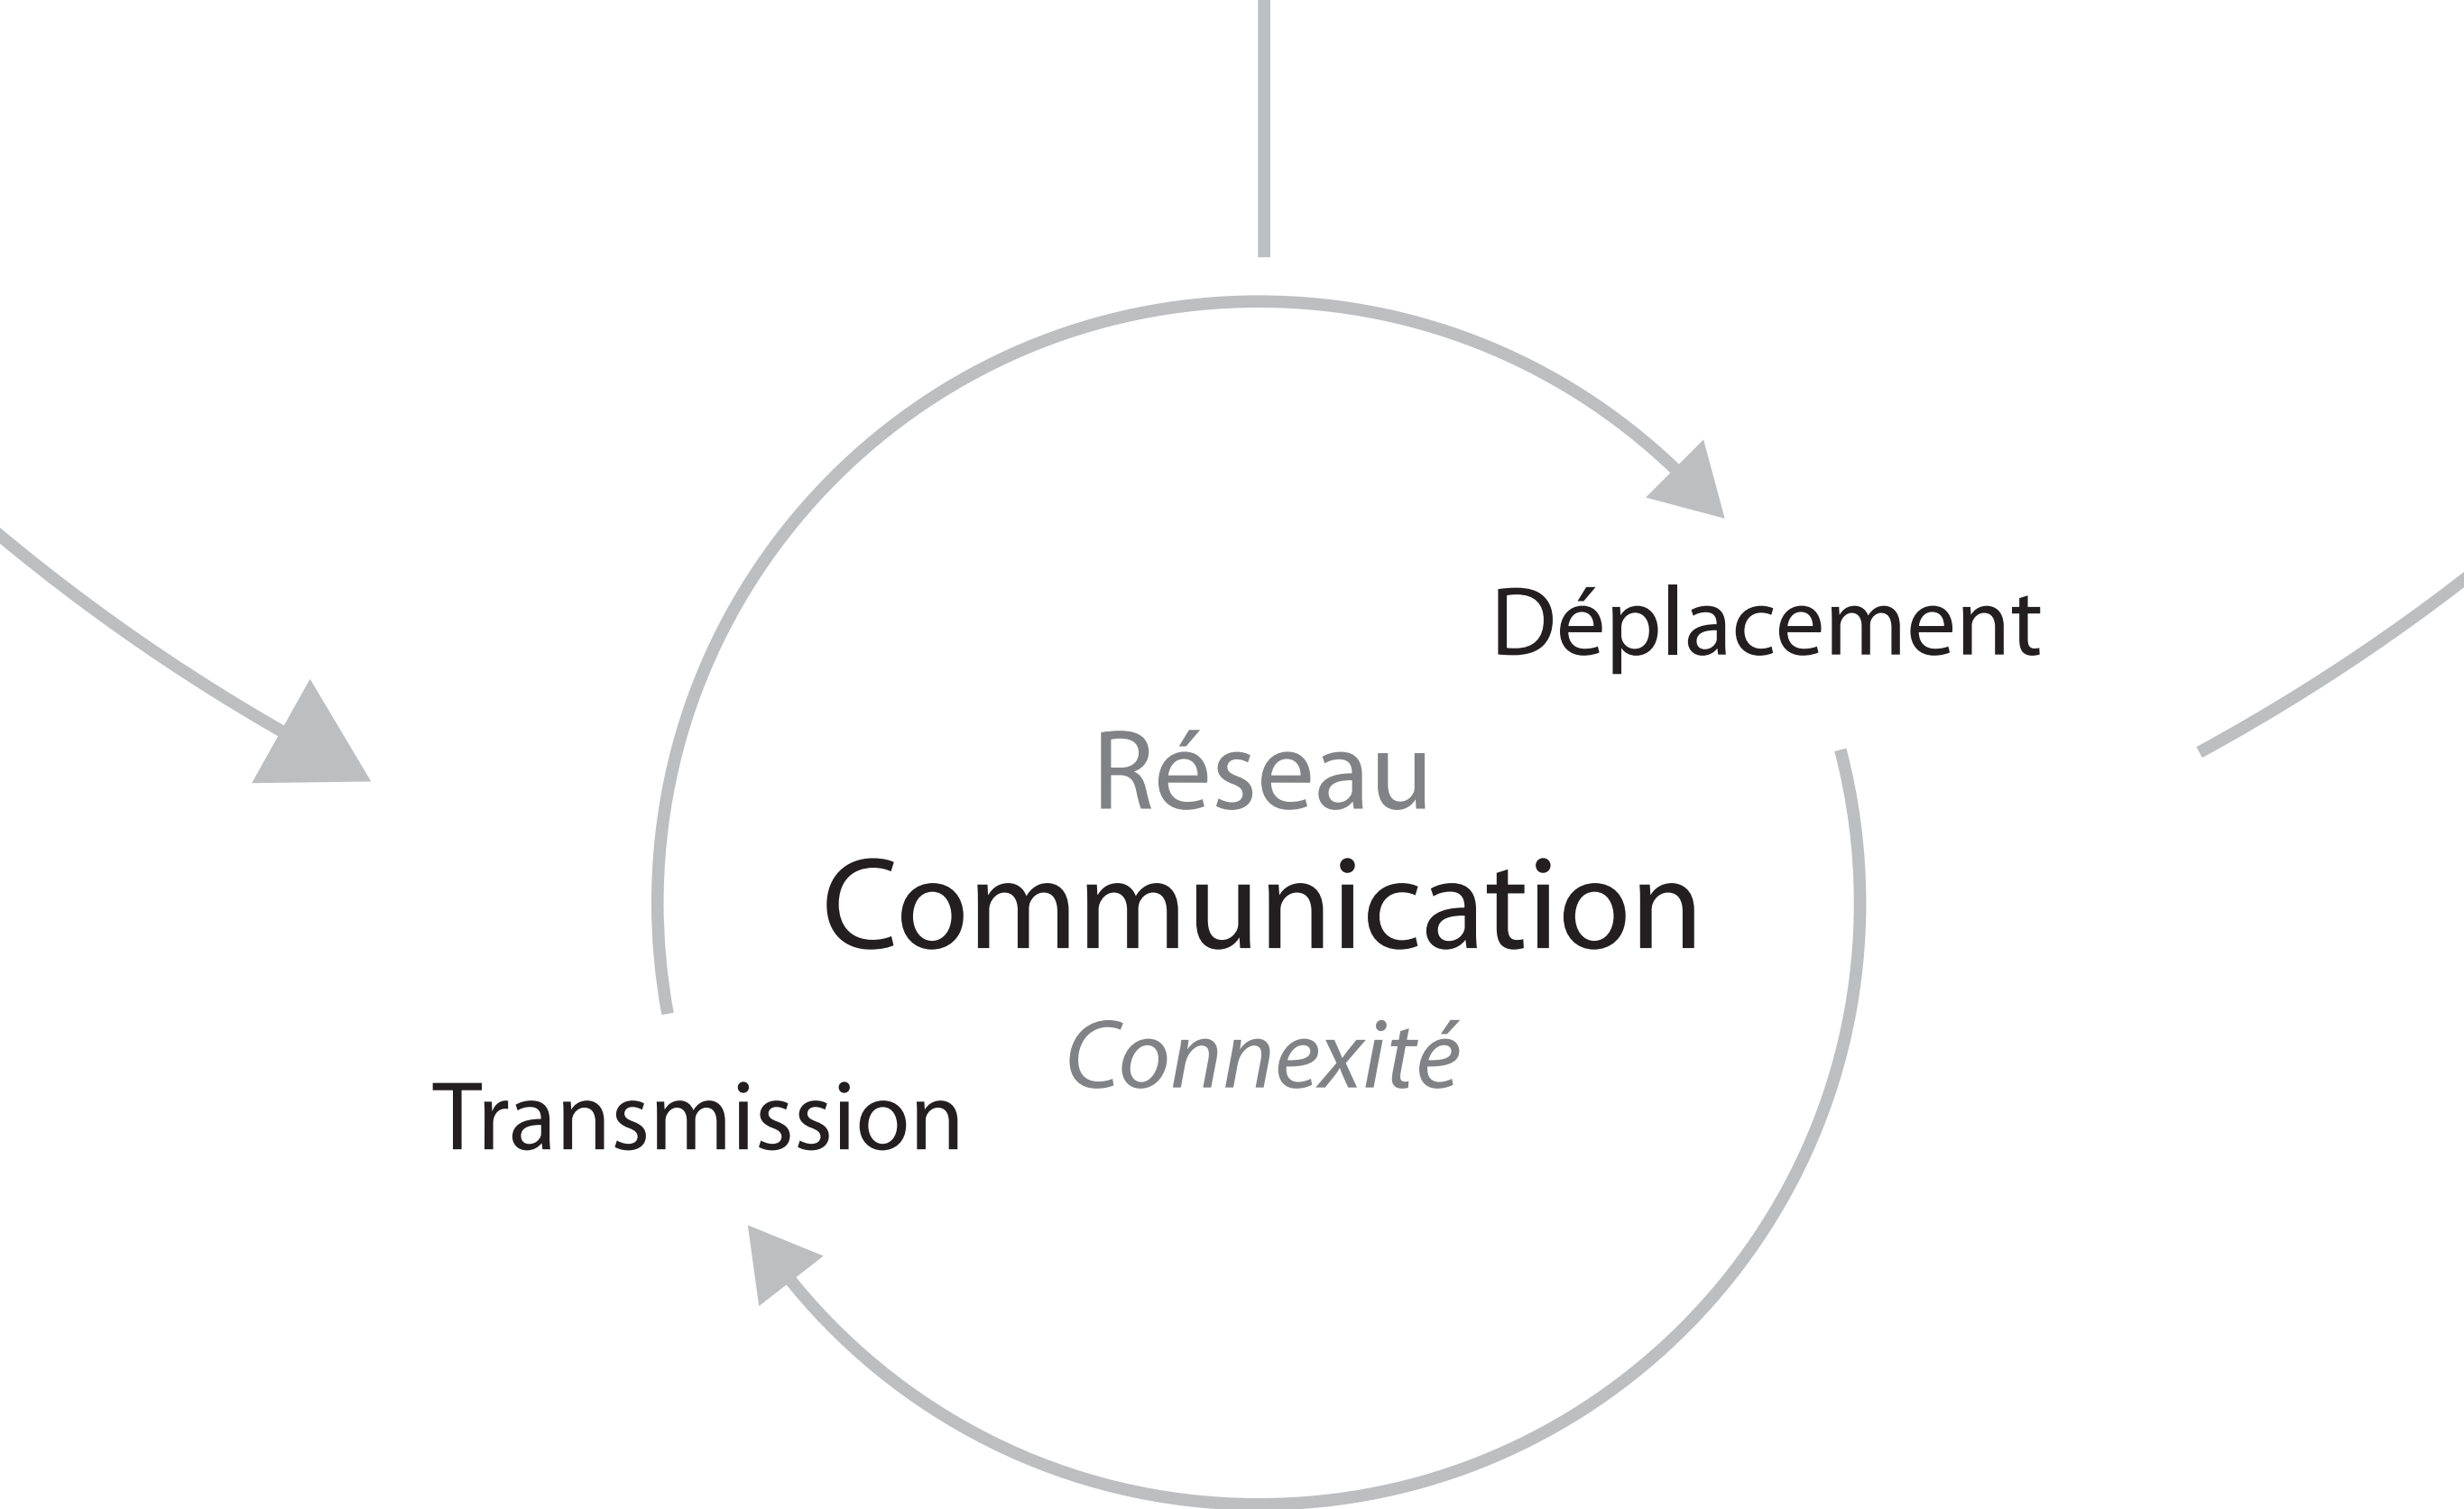 Déplacement
Réseau
Communication
Connexité
Transmission